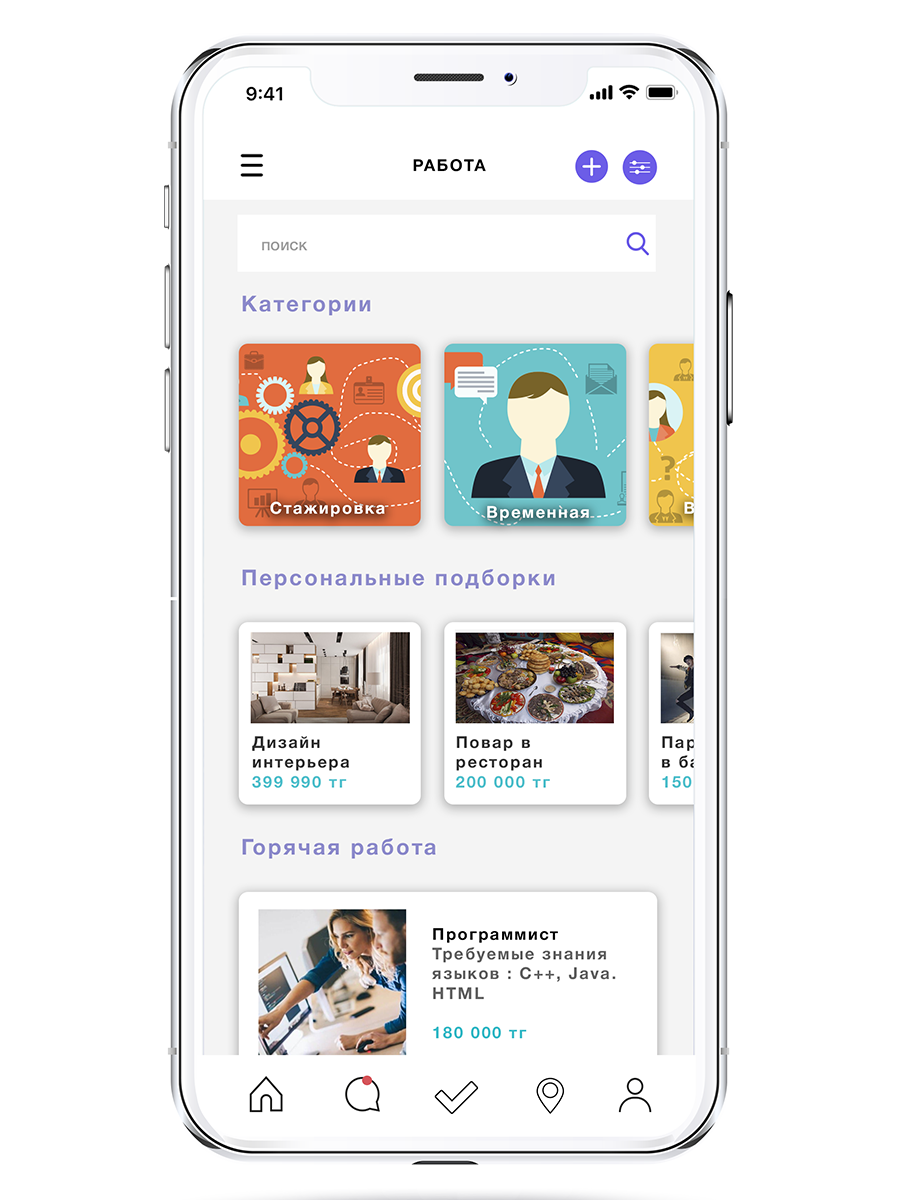 9:41
РАБОТА
поиск
Категории
Стажировка
Временная
В
Персональные подборки
Дизайн
интерьера
399 990 тг
Повар в
ресторан
200 000 тг
Пар
в ба
150
Горячая работа
Программист
Требуемые знания
языков : C++, Java.
HTML
180 000 тг